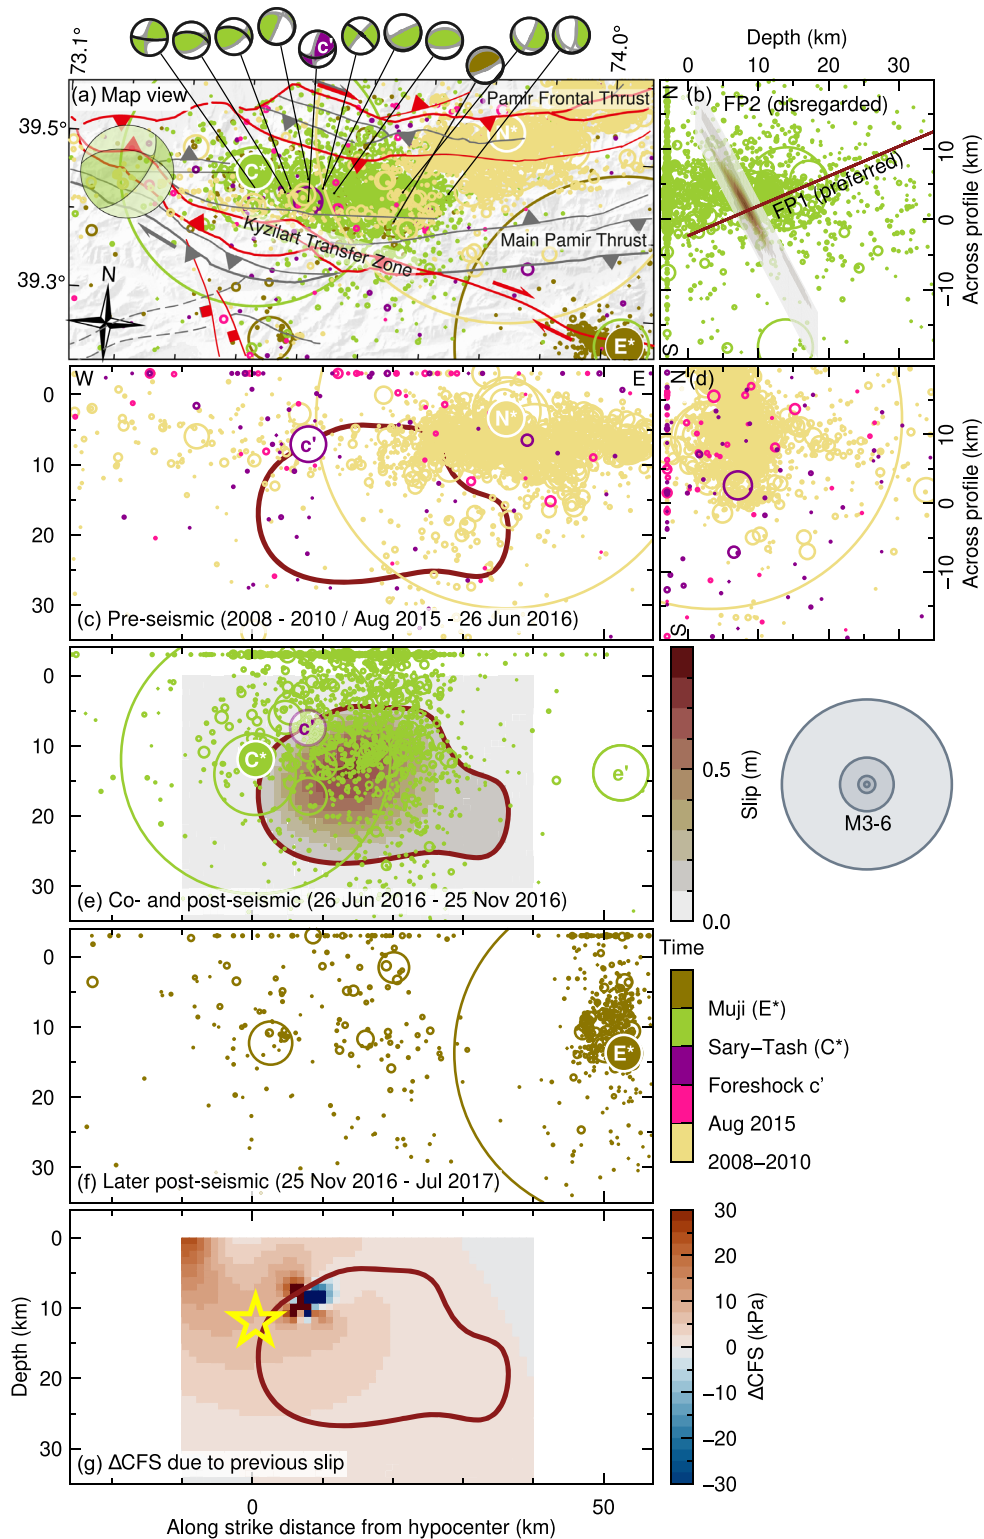 73.1°
74.0°
c'
Depth (km)
0 10 20 30
(a) Map view
Pamir Frontal Thrust
N
39.5°
C*
N'
c'
Kyzilart Transfer Zone
Main Pamir Thrust
39.3°
N
E*
N
(b)
FP2 (disregarded)
FP1 (preferred)
S
10
0
−10
Across profile (km)
W
E
0
10
20
30
c'
N'
(c) Pre-seismic (2008 - 2010 / Aug 2015 - 26 Jun 2016)
N
(d)
S
10
0
−10
Across profile (km)
0
10
20
30
c'
C*
e'
(e) Co- and post-seismic (26 Jun 2016 - 25 Nov 2016)
0.5
0.0
Slip (m)
M3-6
0
10
20
30
E*
(f) Later post-seismic (25 Nov 2016 - Jul 2017)
Time
Muji (E*)
Sary−Tash (C*)
Foreshock c'
Aug 2015
2008−2010
0
10
20
30
Depth (km)
(g) ΔCFS due to previous slip
30
20
10
0
−10
−20
−30
ΔCFS (kPa)
0
50
Along strike distance from hypocenter (km)